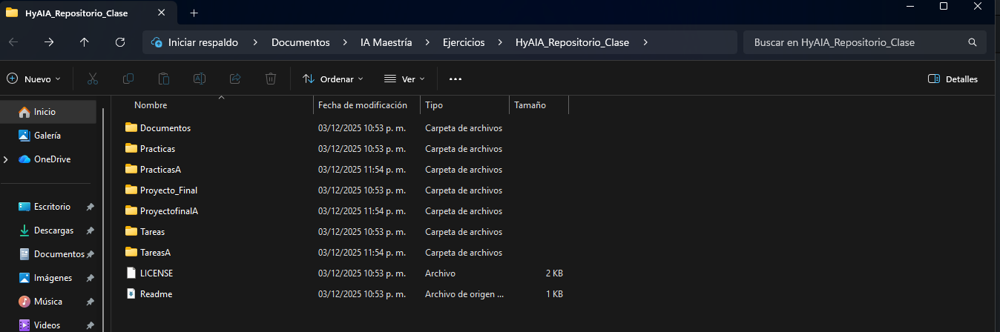 HyAIA_Repositorio_Clase
Iniciar respaldo Documentos IA Maestría Ejercicios HyAIA_Repositorio_Clase Buscar en HyAIA_Repositorio_Clase
Nuevo Ordenar Ver Detalles
Inicio
Galería
OneDrive
Escritorio
Descargas
Documentos
Imágenes
Música
Videos
Nombre Fecha de modificación Tipo Tamaño
Documentos 03/12/2025 10:53 p. m. Carpeta de archivos
Practicas 03/12/2025 10:53 p. m. Carpeta de archivos
PracticasA 03/12/2025 11:54 p. m. Carpeta de archivos
Proyecto_Final 03/12/2025 10:53 p. m. Carpeta de archivos
ProyectofinalA 03/12/2025 11:54 p. m. Carpeta de archivos
Tareas 03/12/2025 10:53 p. m. Carpeta de archivos
TareasA 03/12/2025 11:54 p. m. Carpeta de archivos
LICENSE 03/12/2025 10:53 p. m. Archivo 2 KB
Readme 03/12/2025 10:53 p. m. Archivo de origen ... 1 KB